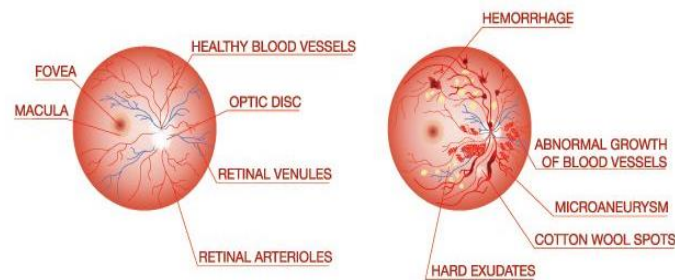 HEALTHY BLOOD VESSELS
FOVEA
OPTIC DISC
MACULA
RETINAL VENULES
RETINAL ARTERIOLES
HEMORRHAGE
ABNORMAL GROWTH
OF BLOOD VESSELS
MICROANEURYSM
COTTON WOOL SPOTS
HARD EXUDATES